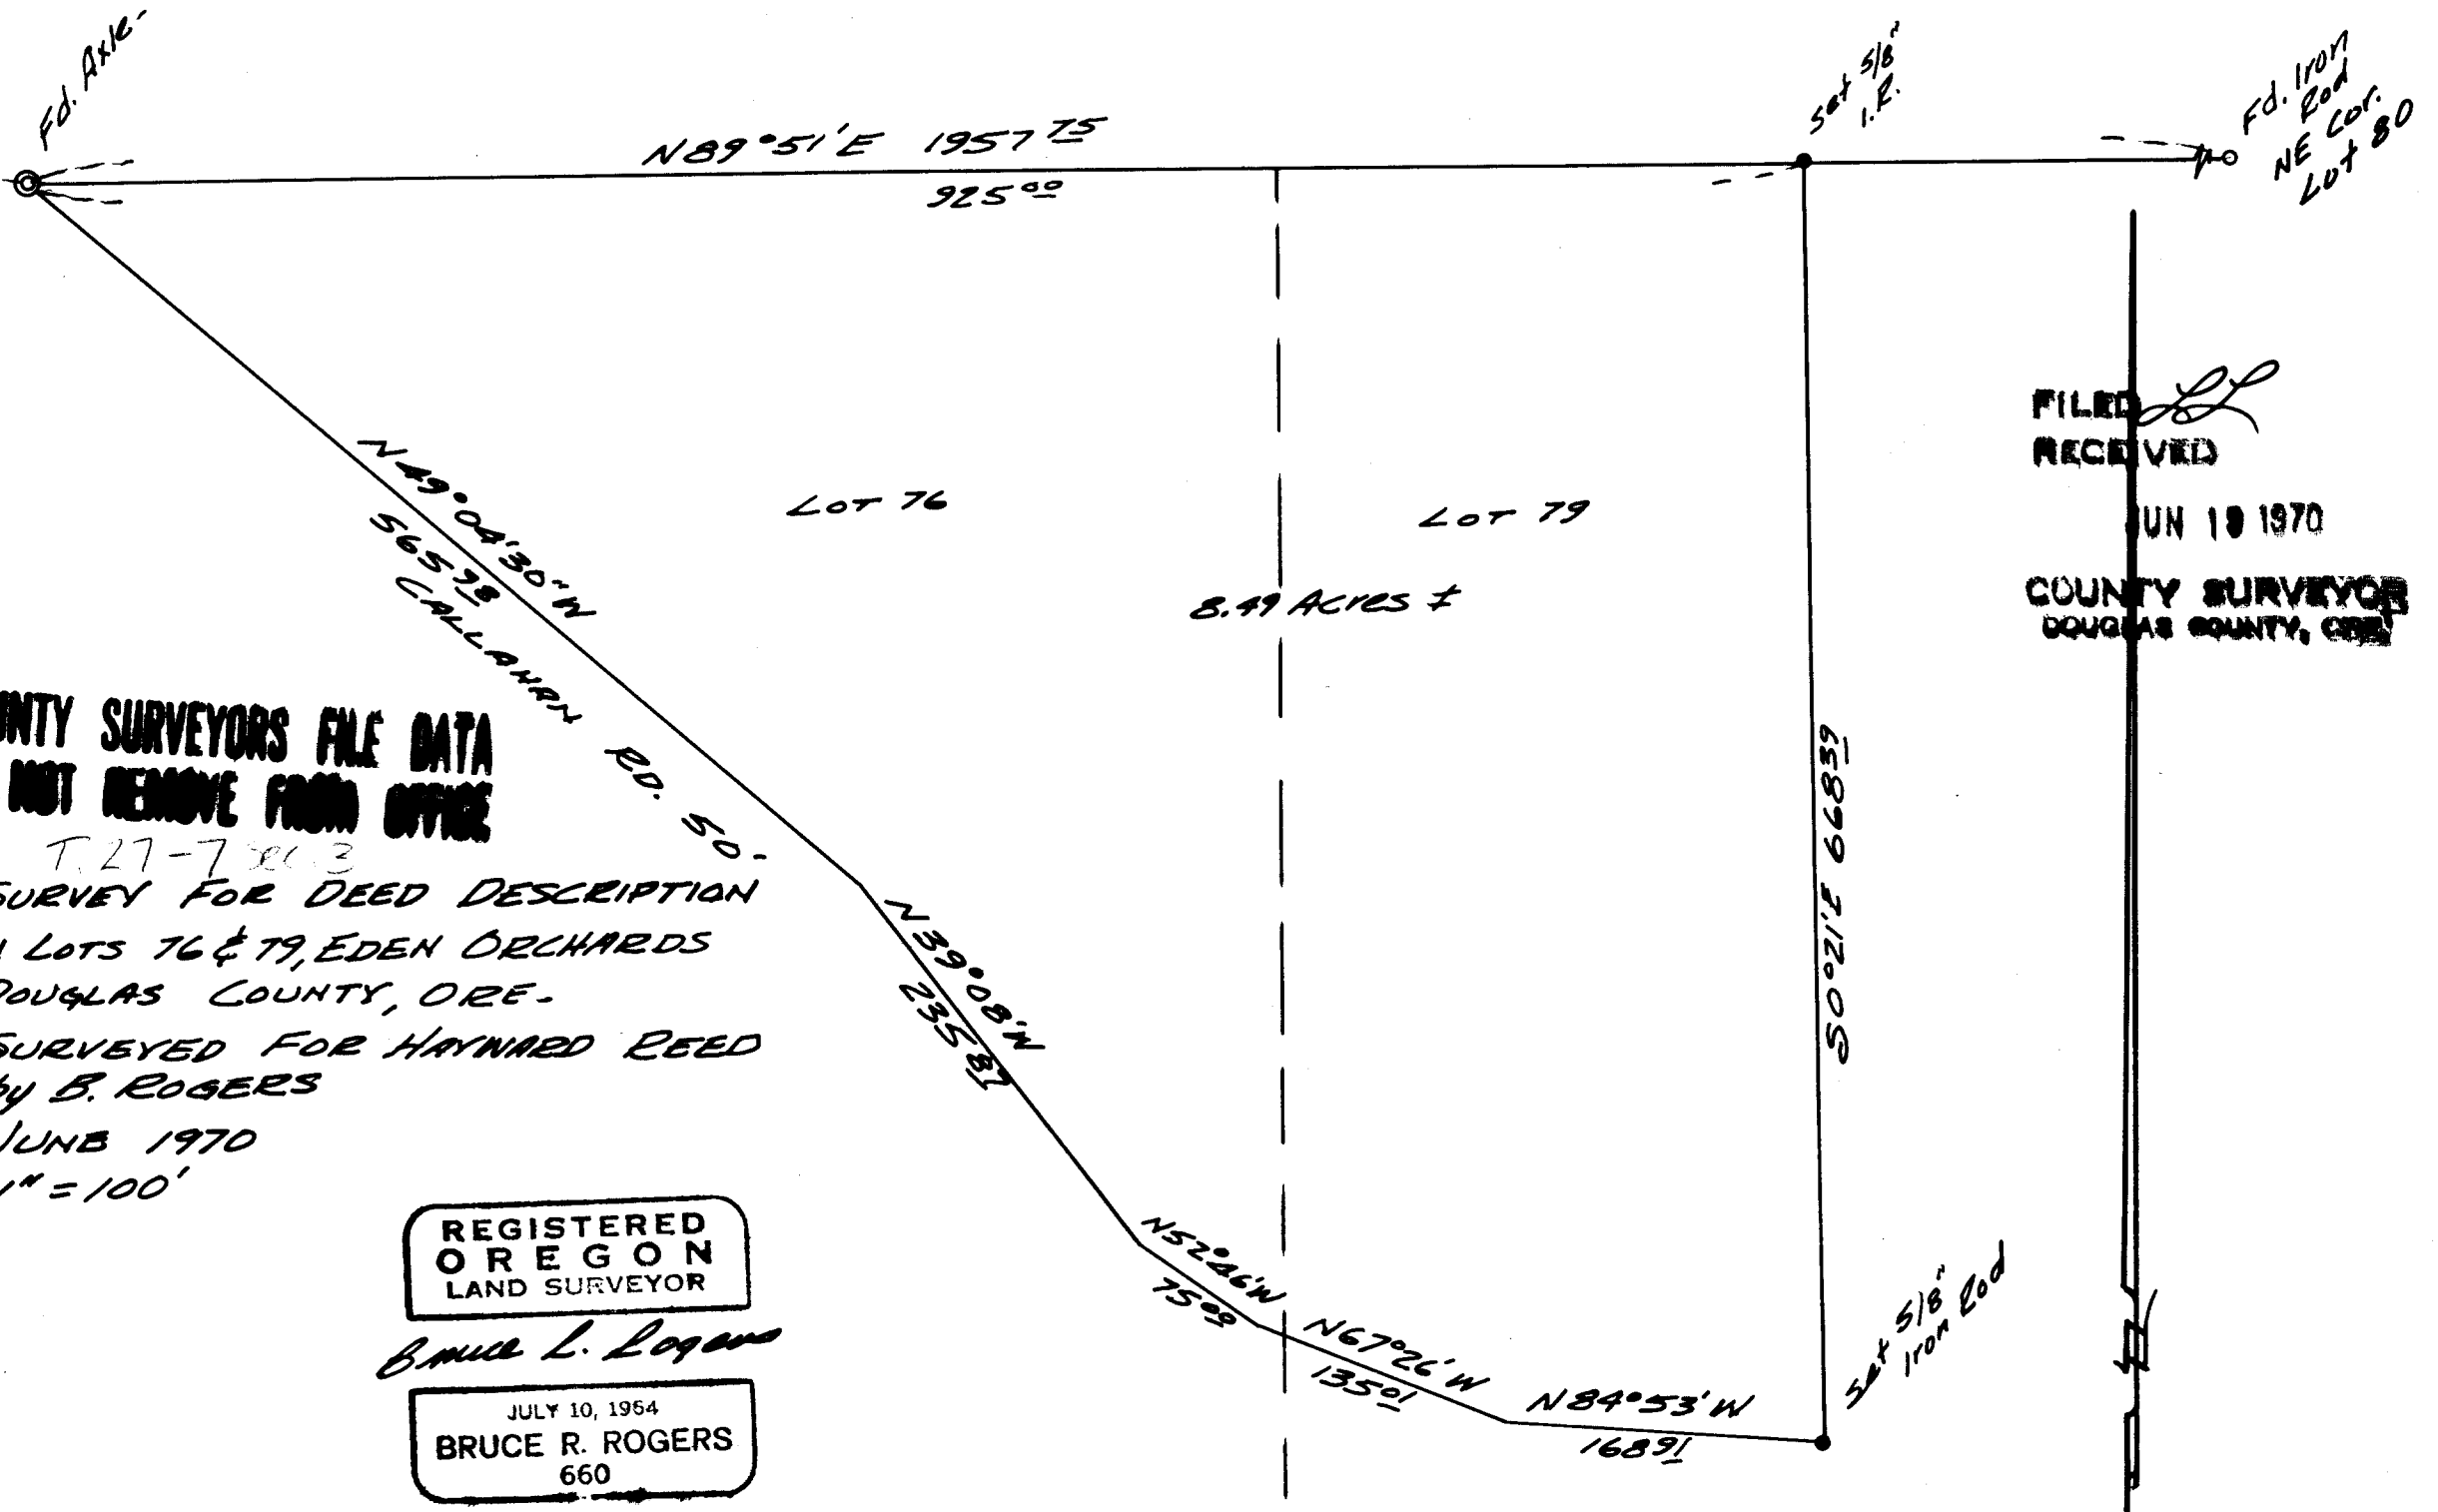 Fd. Axle
N89°51'E 1957 75
925 00
Set 5/8"
I.R.
Fd. Iron
Rod
NE Cor.
Lot 80
N49°04'30"W
565 98
CALLAHAN RD. 50'
LOT 76
LOT 79
8.49 Acres ±
S0°21'E 668 39
FILED
RECEIVED
JUN 19 1970
COUNTY SURVEYOR
DOUGLAS COUNTY, ORE.
UNTY SURVEYORS FILE DATA
NOT REMOVE FROM OFFICE
T.27-7 Sec 3
SURVEY FOR DEED DESCRIPTION
LOTS 76 & 79, EDEN ORCHARDS
DOUGLAS COUNTY, ORE-
SURVEYED FOR HAYWARD REED
by B. ROGERS
JUNE 1970
1" = 100'
N39°08'W
235 87
N52°46'W
75 00
N67°26'W
135 01
N84°53'W
168 91
Set 5/8"
Iron Rod
REGISTERED
OREGON
LAND SURVEYOR
JULY 10, 1964
BRUCE R. ROGERS
660